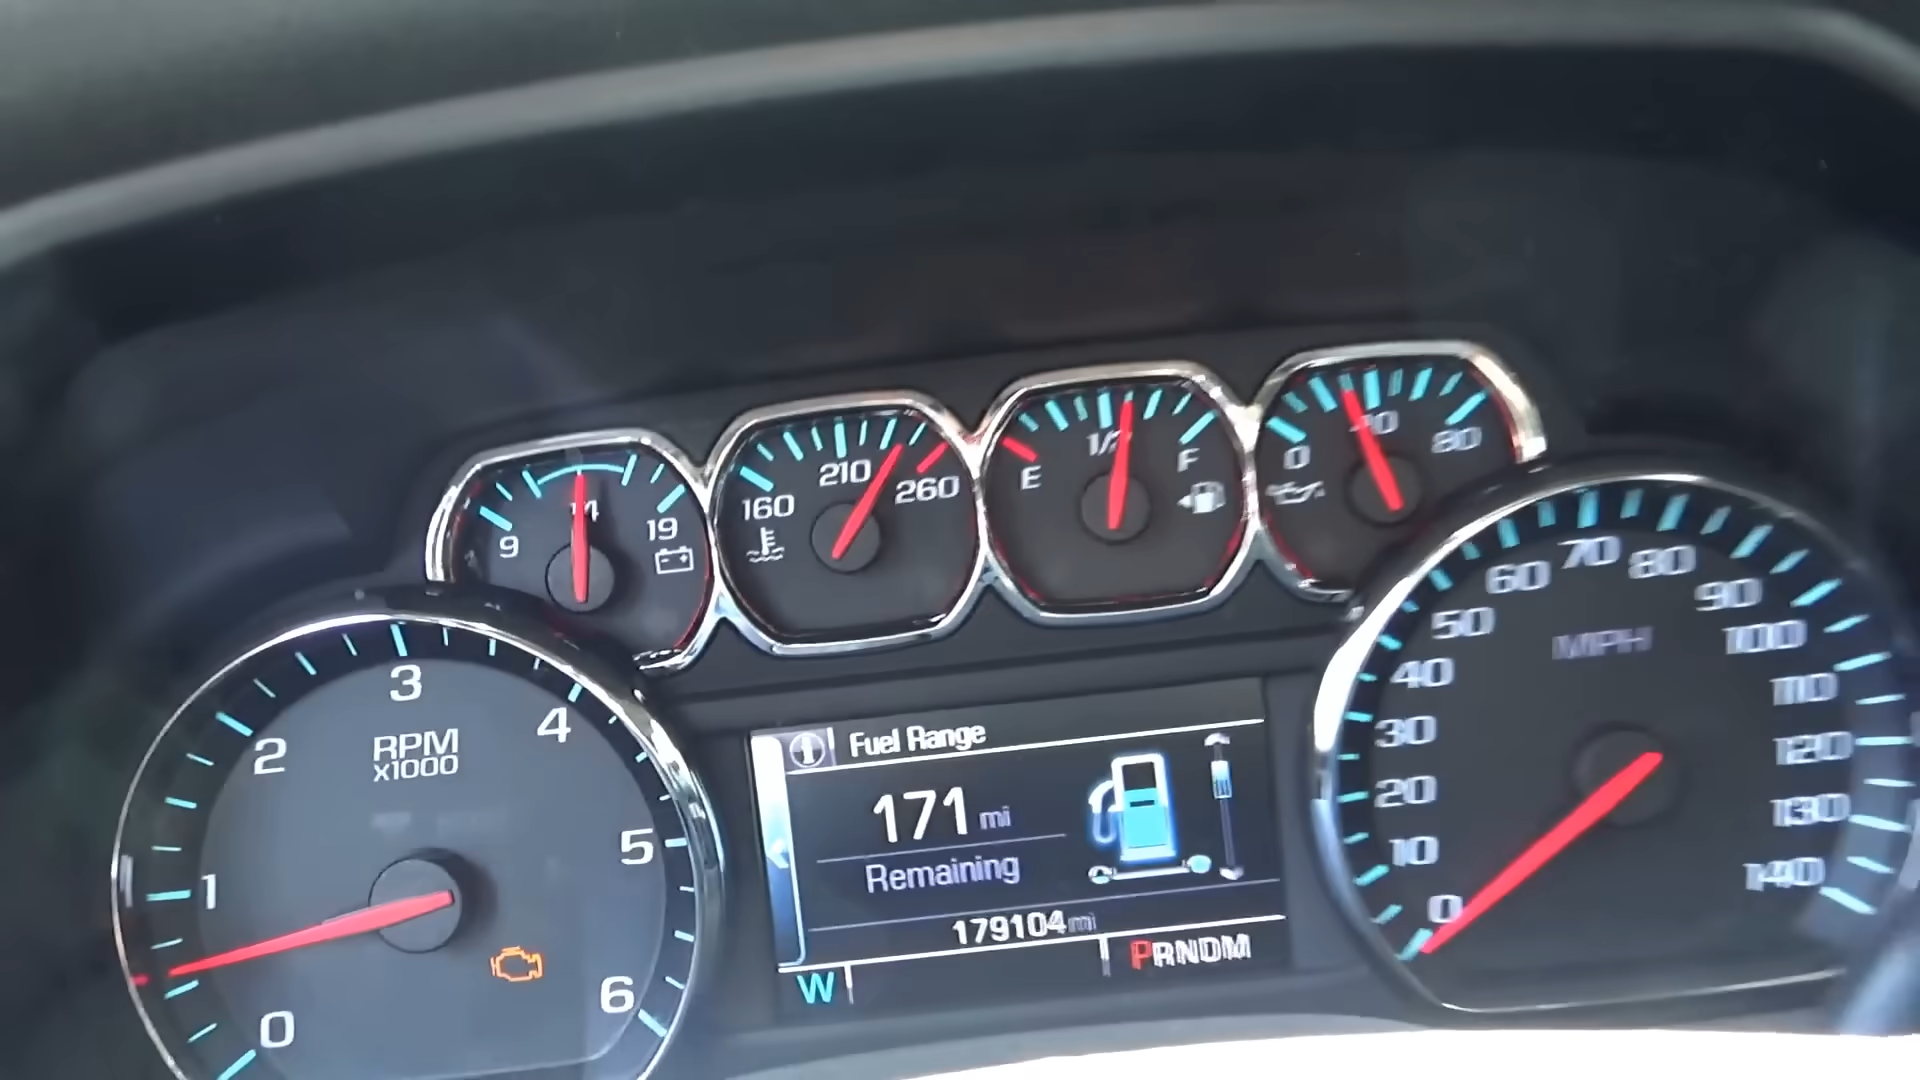 9 14 19
160 210 260
E 1/2 F
0 40 80
0 1 2 3 4 5 6
RPM
x1000
Fuel Range
171 mi
Remaining
179104 mi
W
PRNDM
0 10 20 30 40 50 60 70 80 90 100 110 120 130 140
MPH